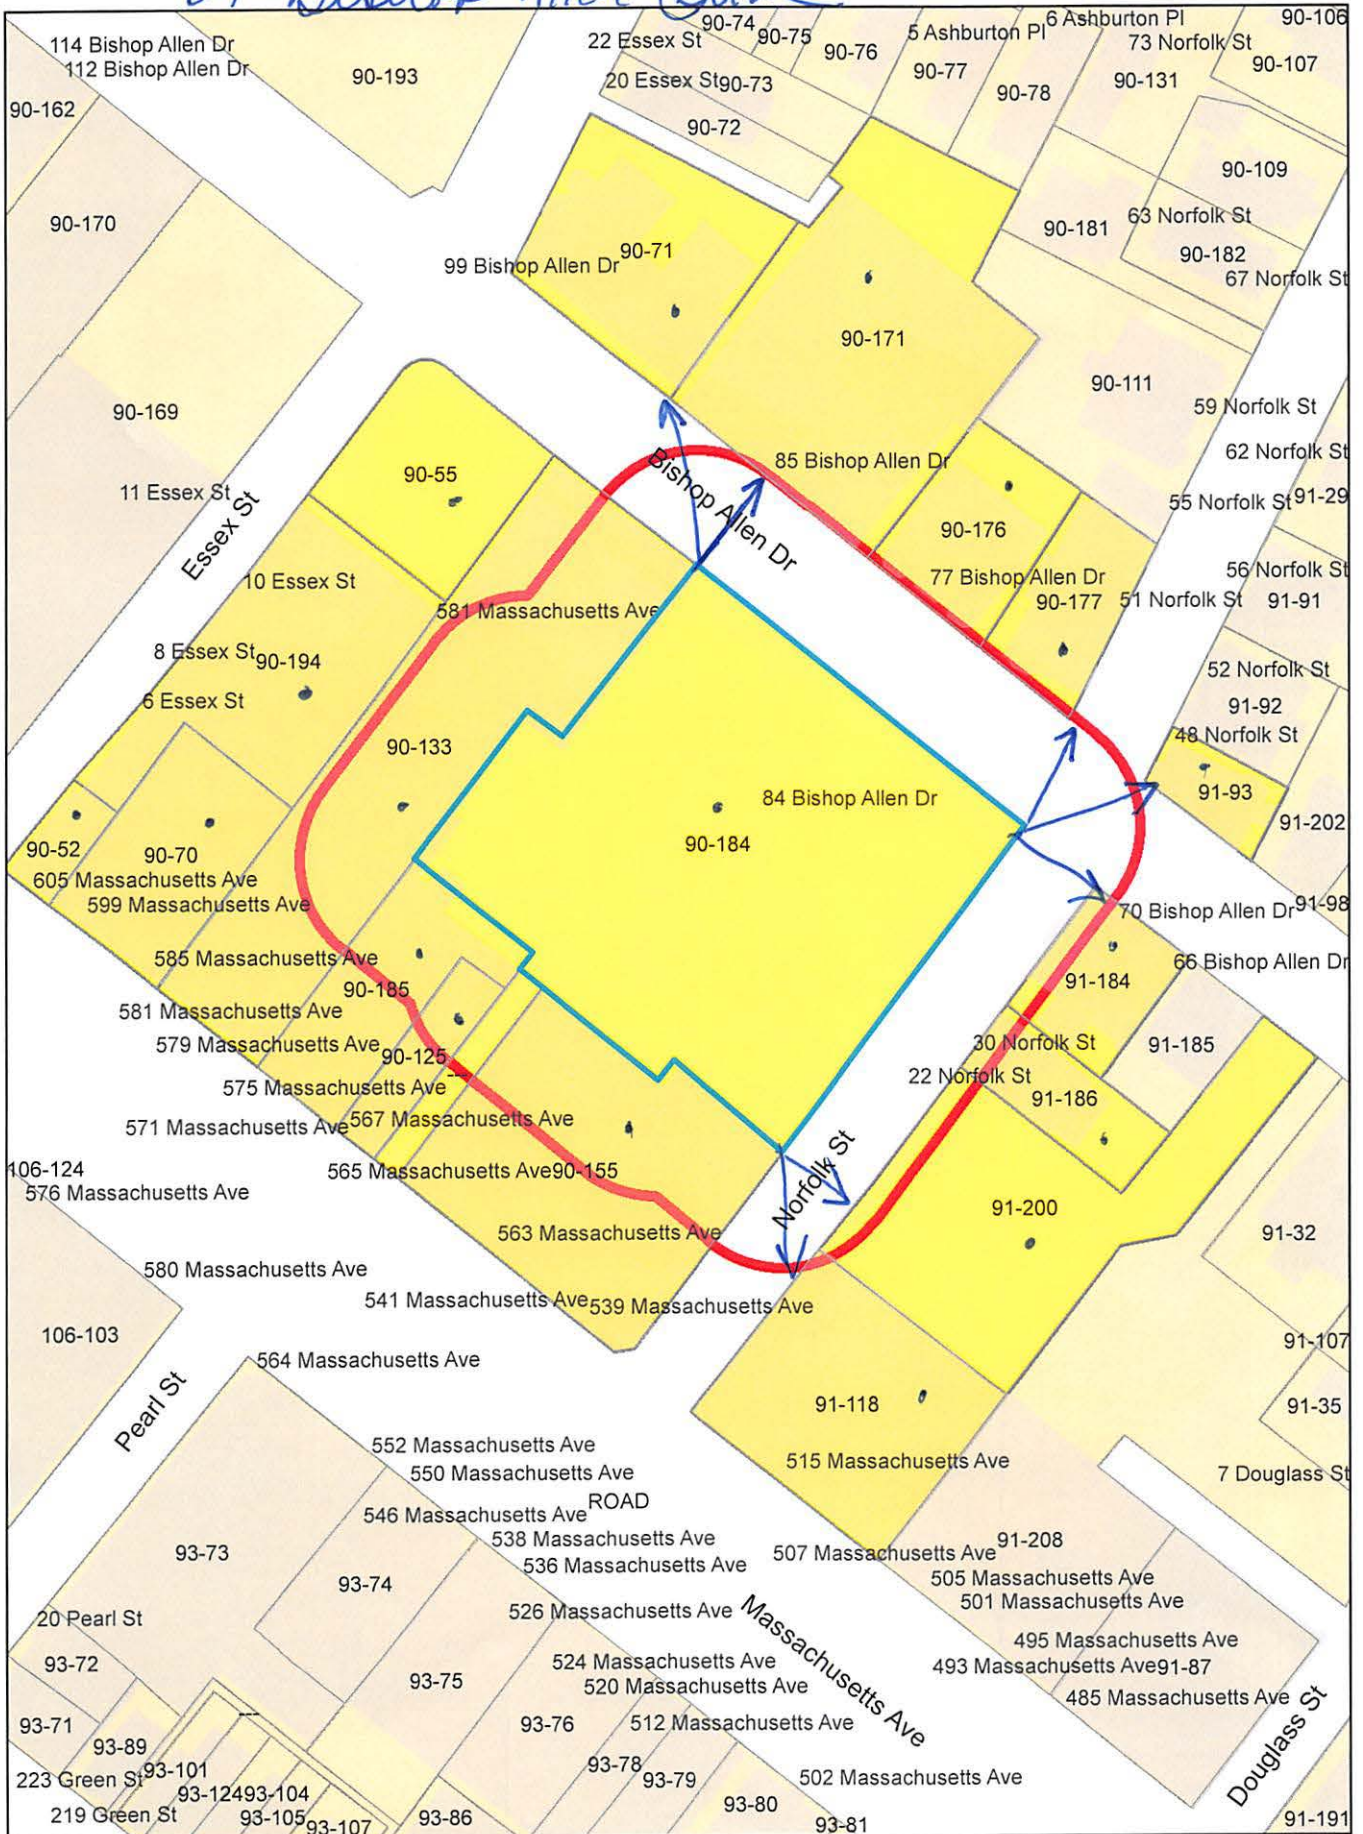 90-74
6 Ashburton Pl
90-106
114 Bishop Allen Dr
22 Essex St
90-75
5 Ashburton Pl
73 Norfolk St
112 Bishop Allen Dr
90-193
90-76
90-77
90-131
90-107
20 Essex St
90-73
90-78
90-162
90-72
90-109
90-170
63 Norfolk St
90-181
90-71
90-182
99 Bishop Allen Dr
67 Norfolk St
90-171
90-111
90-169
59 Norfolk St
62 Norfolk St
85 Bishop Allen Dr
90-55
Bishop Allen Dr
11 Essex St
55 Norfolk St
91-29
Essex St
90-176
56 Norfolk St
10 Essex St
77 Bishop Allen Dr
581 Massachusetts Ave
90-177
51 Norfolk St
91-91
8 Essex St
90-194
52 Norfolk St
6 Essex St
91-92
48 Norfolk St
90-133
84 Bishop Allen Dr
91-93
90-184
91-202
90-52
90-70
605 Massachusetts Ave
599 Massachusetts Ave
70 Bishop Allen Dr
91-98
585 Massachusetts Ave
66 Bishop Allen Dr
90-185
91-184
581 Massachusetts Ave
579 Massachusetts Ave
90-125
30 Norfolk St
91-185
575 Massachusetts Ave
---
22 Norfolk St
91-186
571 Massachusetts Ave
567 Massachusetts Ave
106-124
565 Massachusetts Ave
90-155
Norfolk St
576 Massachusetts Ave
91-200
563 Massachusetts Ave
91-32
580 Massachusetts Ave
541 Massachusetts Ave
539 Massachusetts Ave
106-103
91-107
564 Massachusetts Ave
Pearl St
91-118
91-35
552 Massachusetts Ave
515 Massachusetts Ave
550 Massachusetts Ave
7 Douglass St
ROAD
546 Massachusetts Ave
538 Massachusetts Ave
91-208
93-73
507 Massachusetts Ave
536 Massachusetts Ave
505 Massachusetts Ave
93-74
501 Massachusetts Ave
526 Massachusetts Ave
Massachusetts Ave
20 Pearl St
495 Massachusetts Ave
93-72
524 Massachusetts Ave
493 Massachusetts Ave
91-87
93-75
520 Massachusetts Ave
485 Massachusetts Ave
93-71
---
93-76
512 Massachusetts Ave
Douglass St
93-89
93-101
93-78
93-79
223 Green St
502 Massachusetts Ave
93-124
93-104
219 Green St
93-105
93-107
93-86
93-80
93-81
91-191